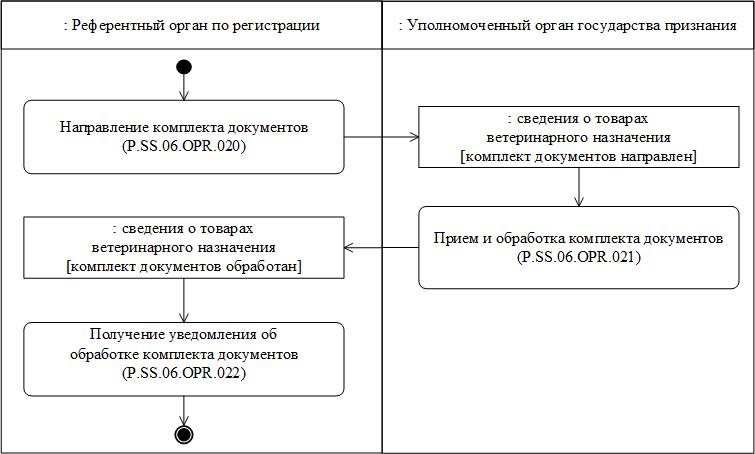 : Референтный орган по регистрации
: Уполномоченный орган государства признания
Направление комплекта документов
(P.SS.06.OPR.020)
: сведения о товарах
ветеринарного назначения
[комплект документов направлен]
Прием и обработка комплекта документов
(P.SS.06.OPR.021)
: сведения о товарах
ветеринарного назначения
[комплект документов обработан]
Получение уведомления об
обработке комплекта документов
(P.SS.06.OPR.022)